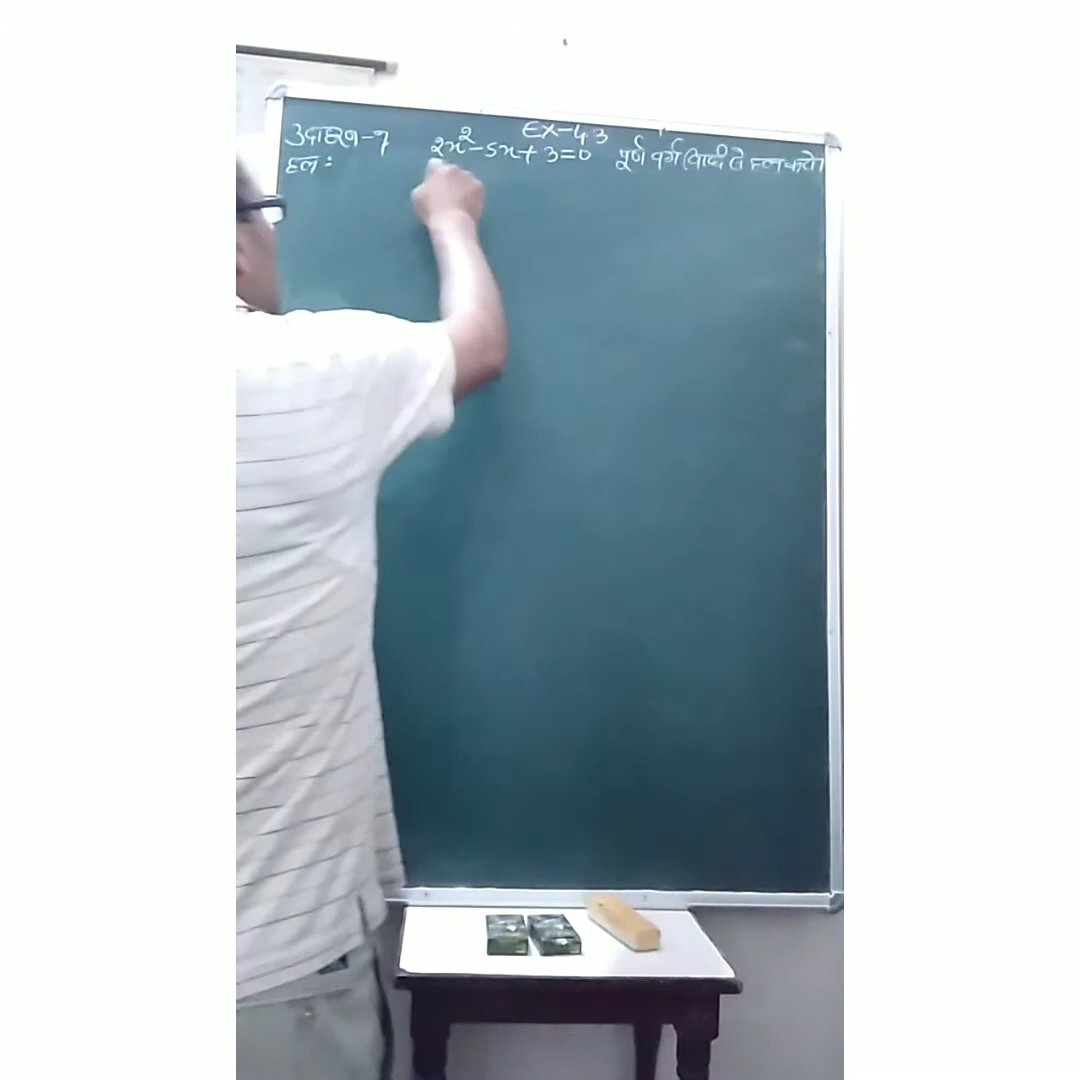 EX-4.3
उदाहरण-7 2x²-5x+3=0 पूर्ण वर्ग विधि से हल करो।
हल: